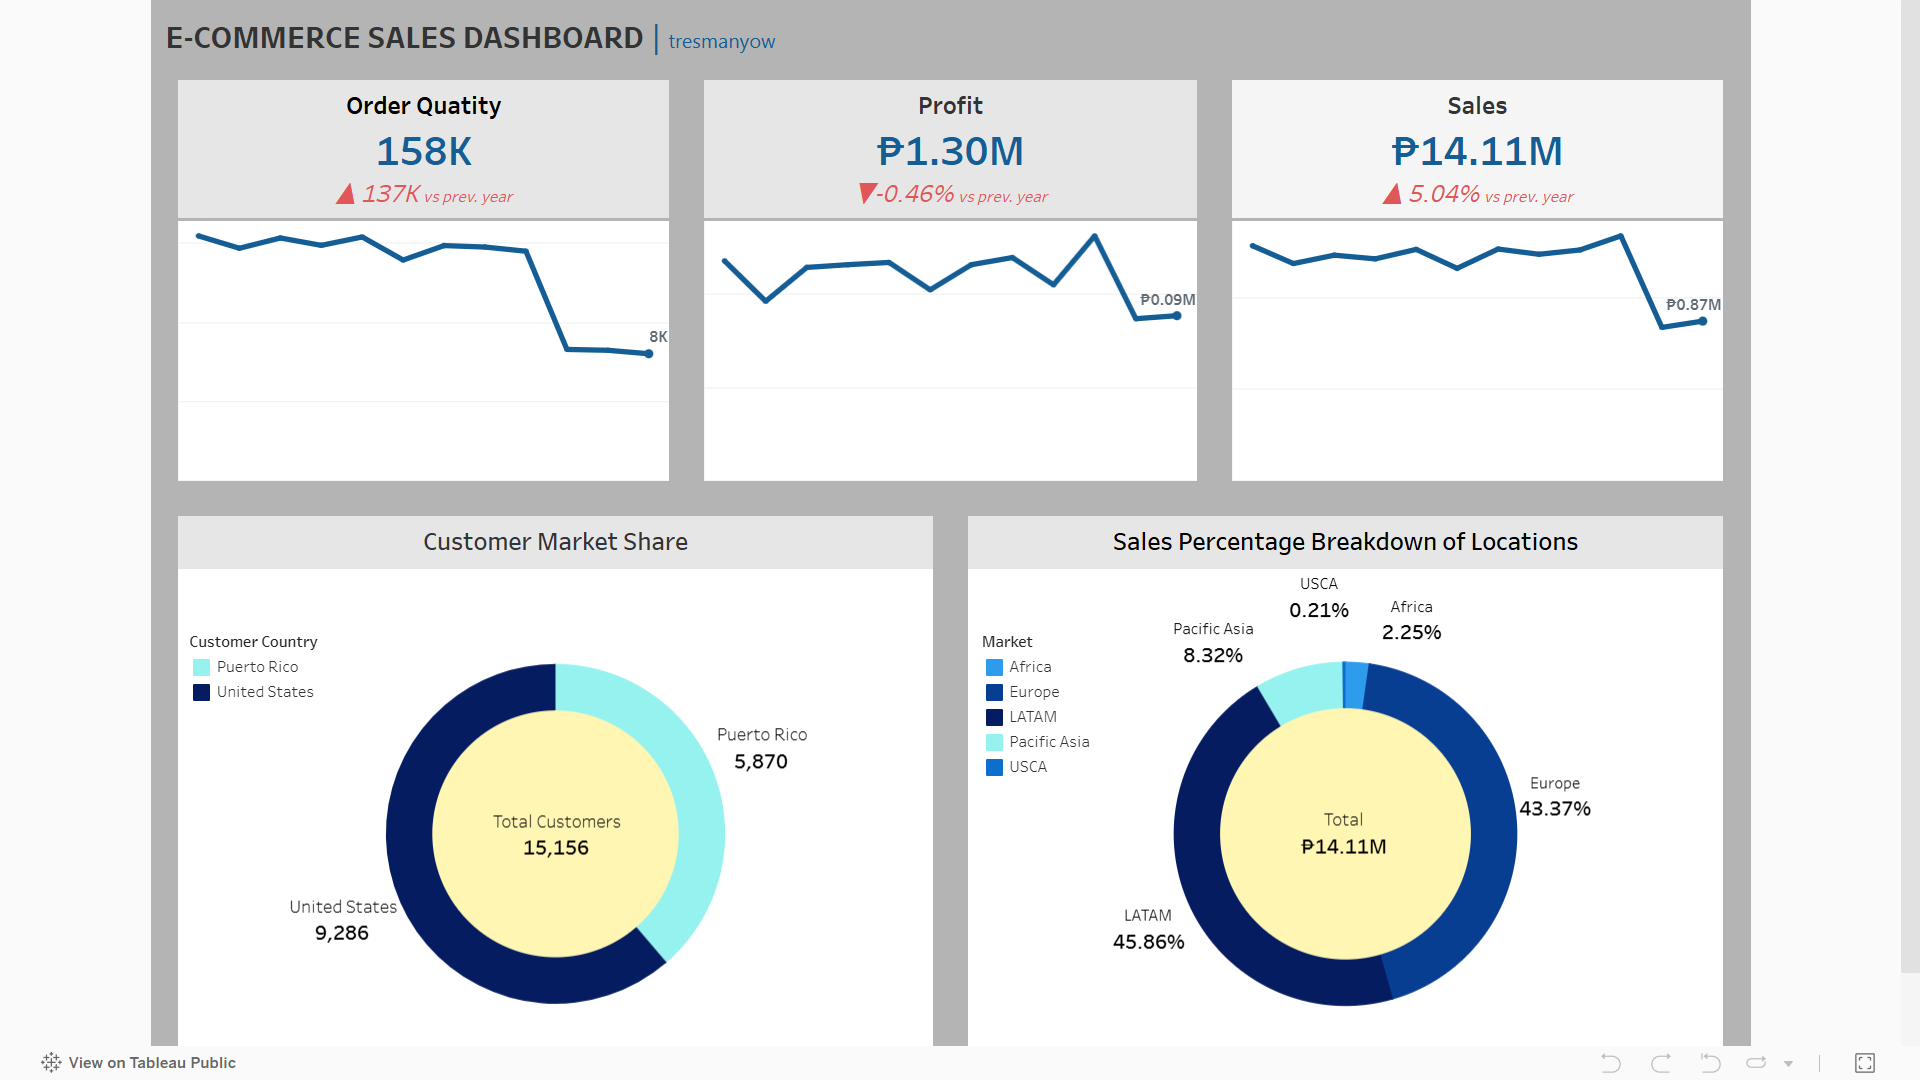 E-COMMERCE SALES DASHBOARD | tresmanyow
Order Quatity
158K
▲ 137K vs prev. year
8K
Profit
₱1.30M
▼-0.46% vs prev. year
₱0.09M
Sales
₱14.11M
▲ 5.04% vs prev. year
₱0.87M
Customer Market Share
Customer Country
Puerto Rico
United States
Puerto Rico
5,870
Total Customers
15,156
United States
9,286
Sales Percentage Breakdown of Locations
Market
Africa
Europe
LATAM
Pacific Asia
USCA
USCA
0.21%
Africa
2.25%
Pacific Asia
8.32%
Europe
43.37%
Total
₱14.11M
LATAM
45.86%
View on Tableau Public